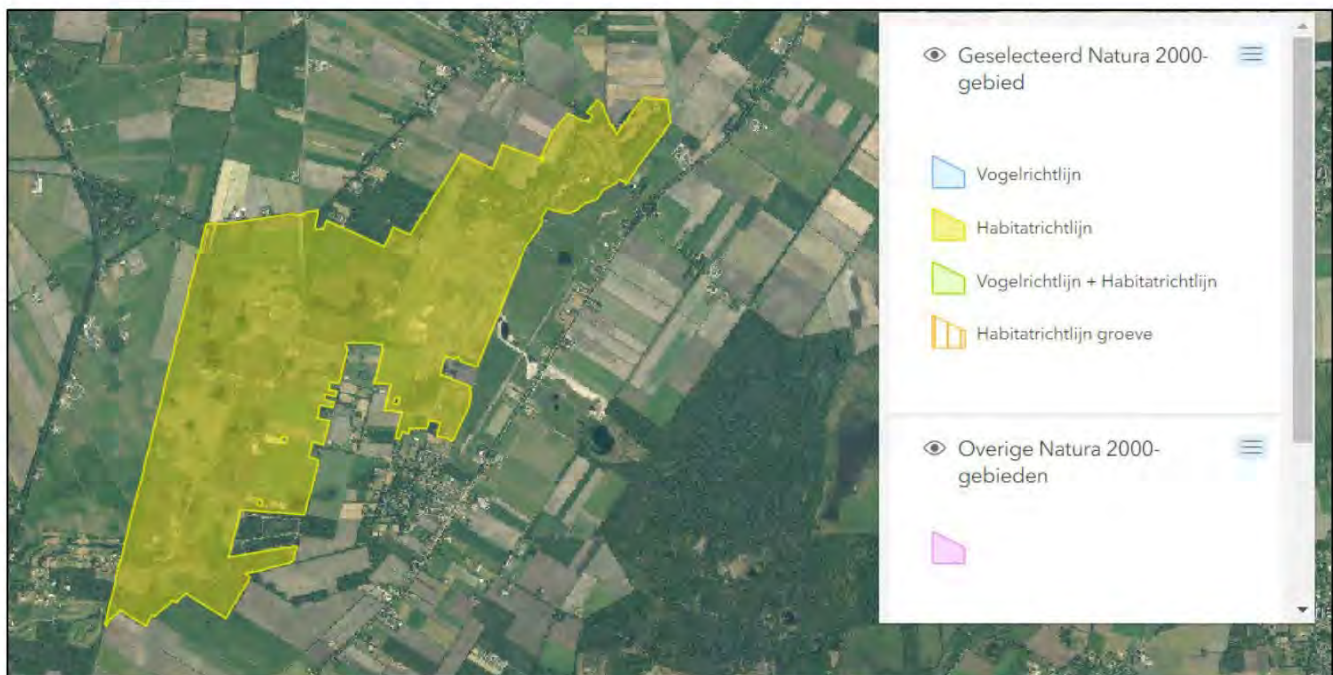 Geselecteerd Natura 2000-
gebied
Vogelrichtlijn
Habitatrichtlijn
Vogelrichtlijn + Habitatrichtlijn
Habitatrichtlijn groeve
Overige Natura 2000-
gebieden